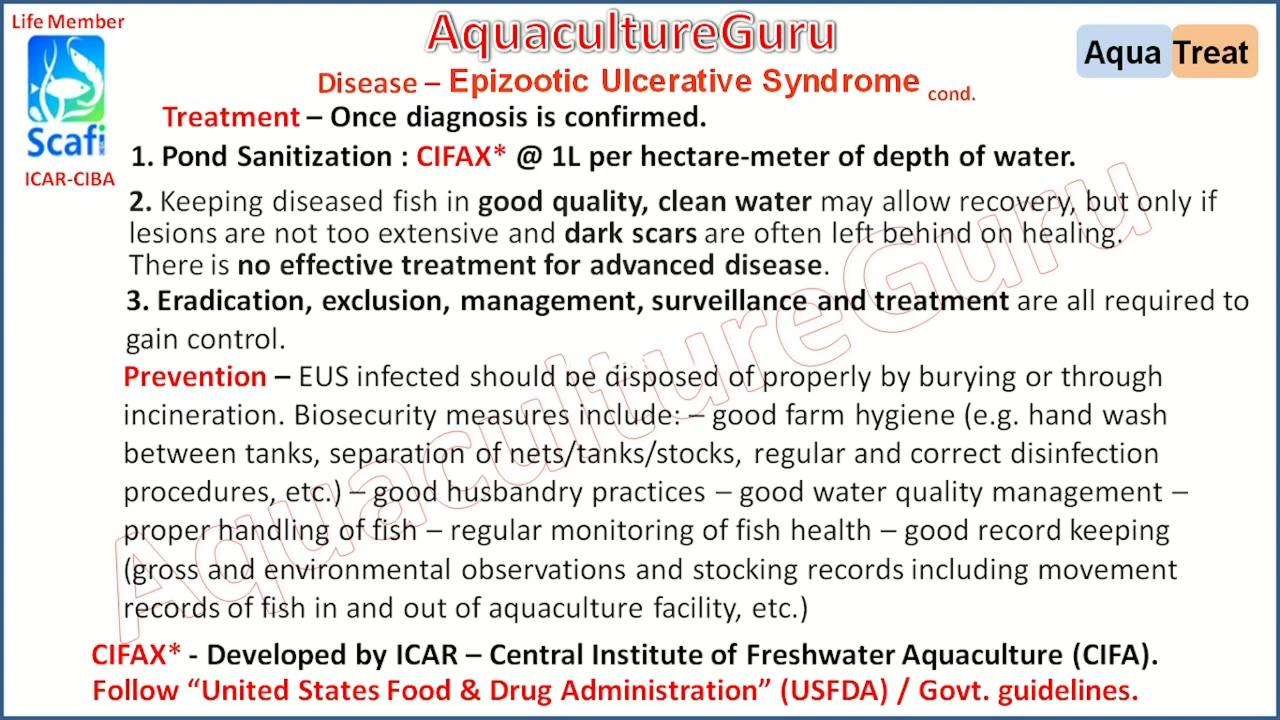 Life Member
AquacultureGuru
Aqua Treat
Scafi
ICAR-CIBA
Disease – Epizootic Ulcerative Syndrome cond.
Treatment – Once diagnosis is confirmed.
1. Pond Sanitization : CIFAX* @ 1L per hectare-meter of depth of water.
2. Keeping diseased fish in good quality, clean water may allow recovery, but only if
lesions are not too extensive and dark scars are often left behind on healing.
There is no effective treatment for advanced disease.
3. Eradication, exclusion, management, surveillance and treatment are all required to
gain control.
Prevention – EUS infected should be disposed of properly by burying or through
incineration. Biosecurity measures include: – good farm hygiene (e.g. hand wash
between tanks, separation of nets/tanks/stocks, regular and correct disinfection
procedures, etc.) – good husbandry practices – good water quality management –
proper handling of fish – regular monitoring of fish health – good record keeping
(gross and environmental observations and stocking records including movement
records of fish in and out of aquaculture facility, etc.)
AquacultureGuru
CIFAX* - Developed by ICAR – Central Institute of Freshwater Aquaculture (CIFA).
Follow “United States Food & Drug Administration” (USFDA) / Govt. guidelines.